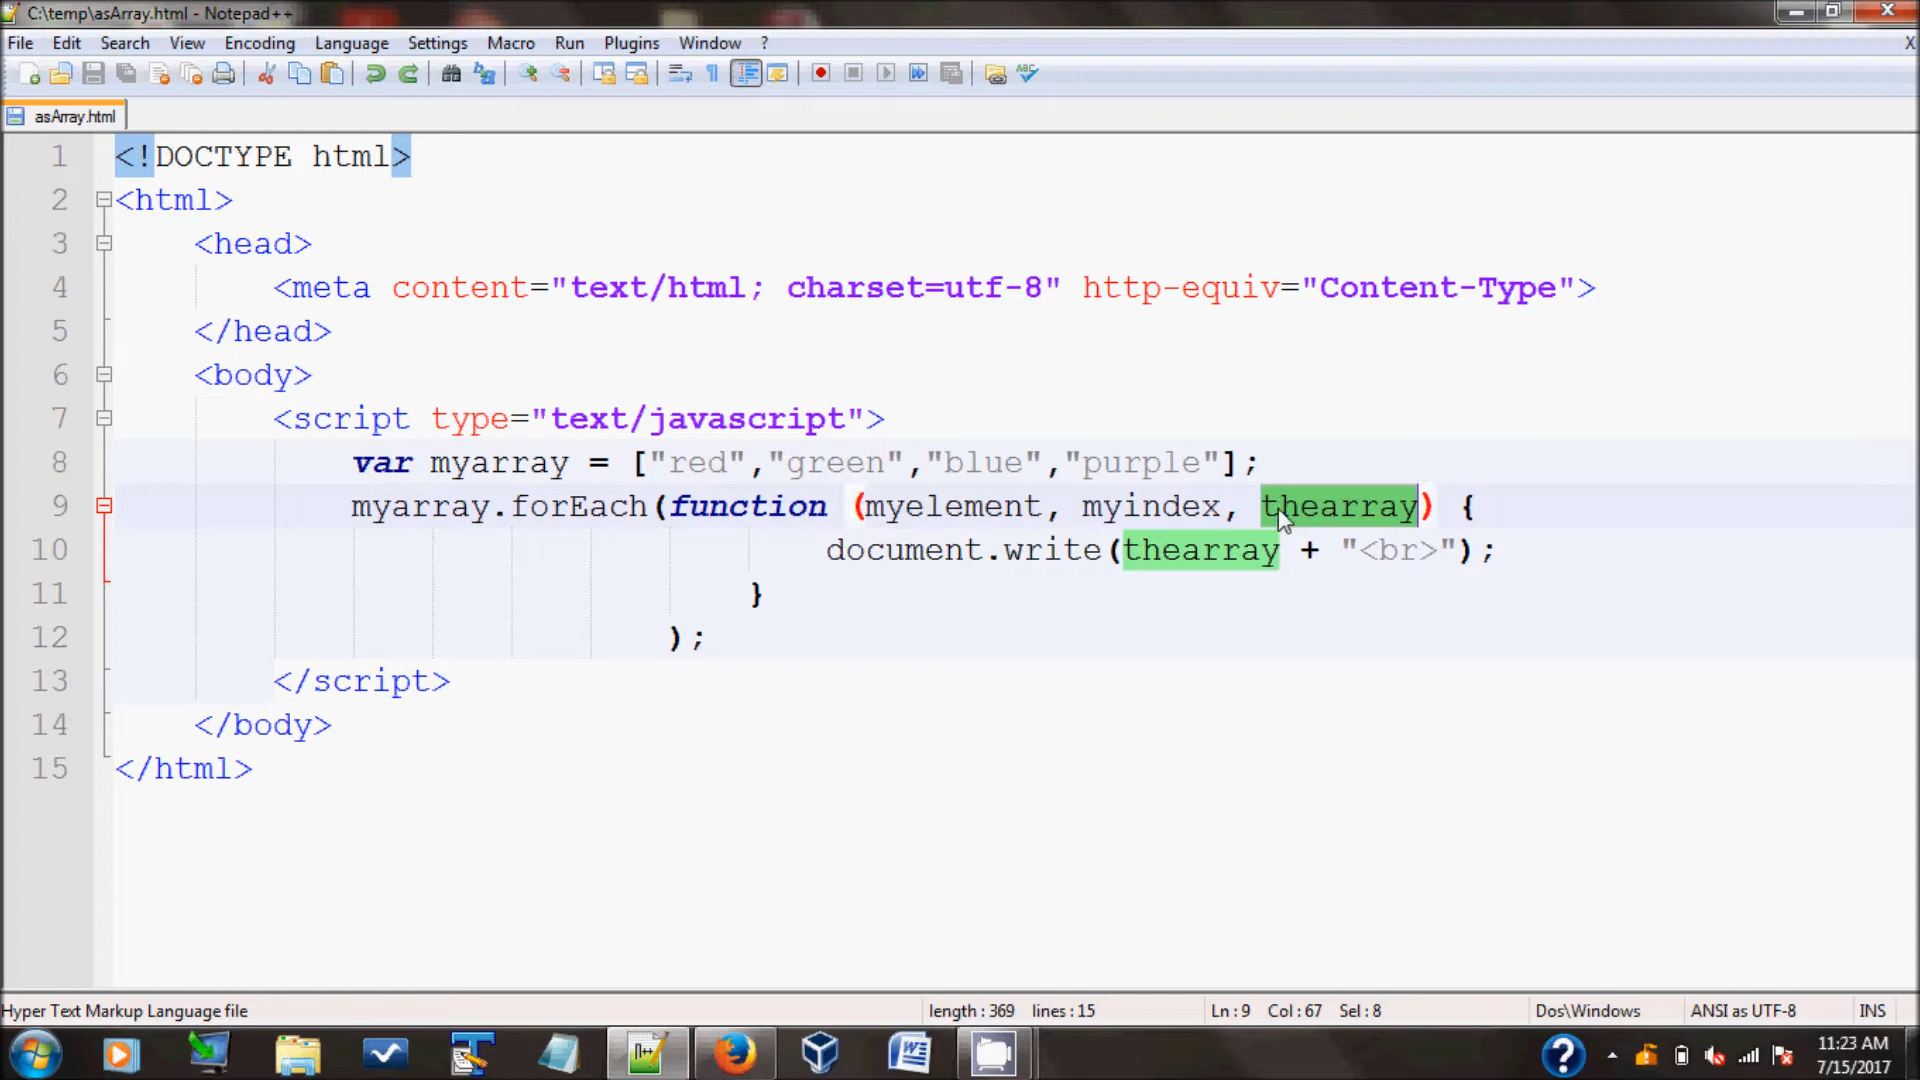 C:\temp\asArray.html - Notepad++
File Edit Search View Encoding Language Settings Macro Run Plugins Window ? X
asArray.html
1 <!DOCTYPE html>
2 <html>
3 <head>
4 <meta content="text/html; charset=utf-8" http-equiv="Content-Type">
5 </head>
6 <body>
7 <script type="text/javascript">
8 var myarray = ["red","green","blue","purple"];
9 myarray.forEach(function (myelement, myindex, thearray) {
10 document.write(thearray + "<br>");
11 }
12 );
13 </script>
14 </body>
15 </html>
Hyper Text Markup Language file length : 369 lines : 15 Ln : 9 Col : 67 Sel : 8 Dos\Windows ANSI as UTF-8 INS
11:23 AM
7/15/2017